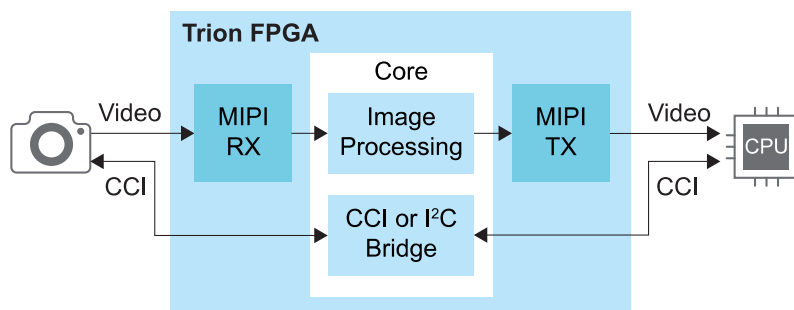 Trion FPGA
Core
Video
MIPI
RX
Image
Processing
MIPI
TX
Video
CPU
CCI
CCI or I²C
Bridge
CCI